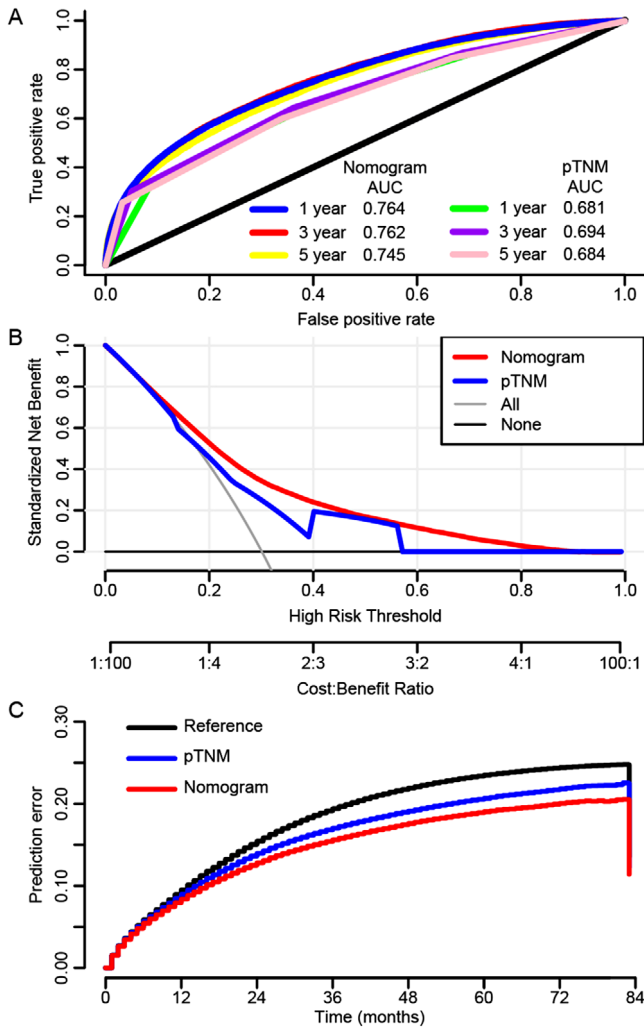 A
True positive rate
1.0
0.8
0.6
0.4
0.2
0.0
Nomogram pTNM
AUC AUC
1 year 0.764 1 year 0.681
3 year 0.762 3 year 0.694
5 year 0.745 5 year 0.684
0.0 0.2 0.4 0.6 0.8 1.0
False positive rate
B
Standardized Net Benefit
1.0
0.8
0.6
0.4
0.2
0.0
Nomogram
pTNM
All
None
0.0 0.2 0.4 0.6 0.8 1.0
High Risk Threshold
1:100 1:4 2:3 3:2 4:1 100:1
Cost:Benefit Ratio
C
Prediction error
0.30
0.20
0.10
0.00
Reference
pTNM
Nomogram
0 12 24 36 48 60 72 84
Time (months)